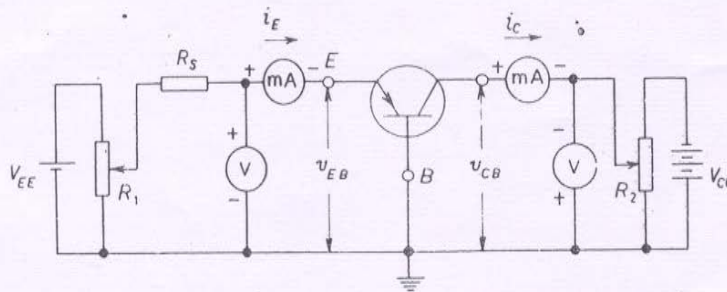 i_E i_C
R_S + mA - E + mA -
+ -
V_EE R_1 V v_EB B v_CB V R_2 V_CC
- +